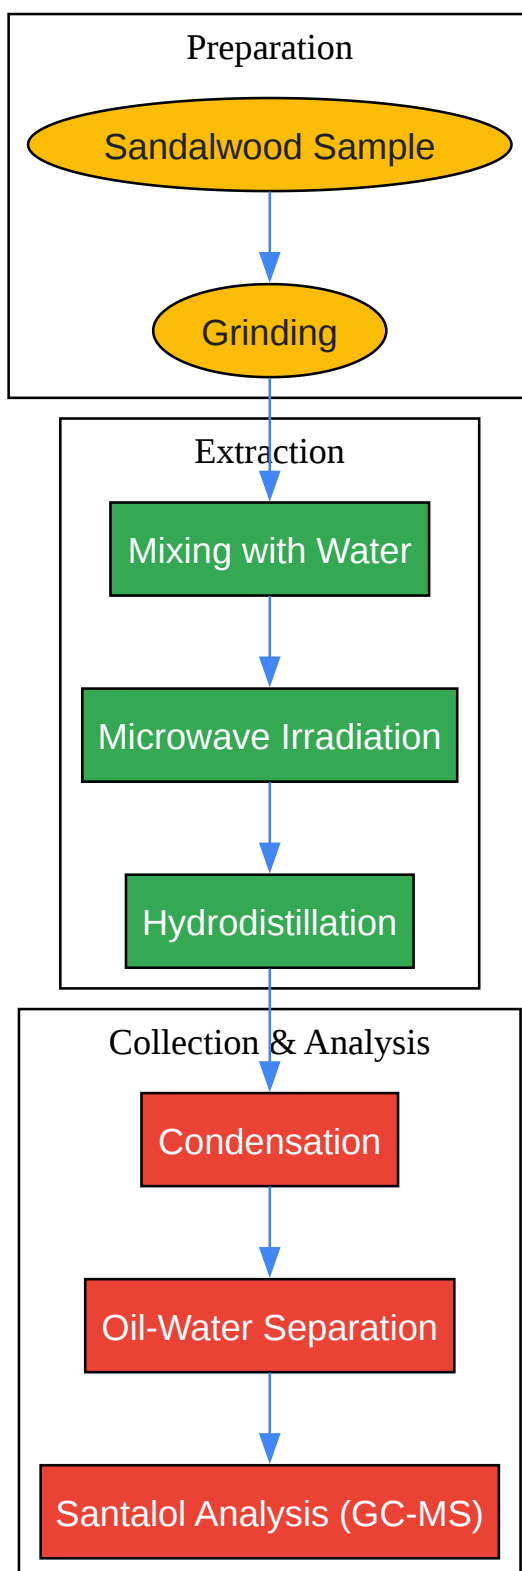 Preparation
Sandalwood Sample
Grinding
Extraction
Mixing with Water
Microwave Irradiation
Hydrodistillation
Collection & Analysis
Condensation
Oil-Water Separation
Santalol Analysis (GC-MS)